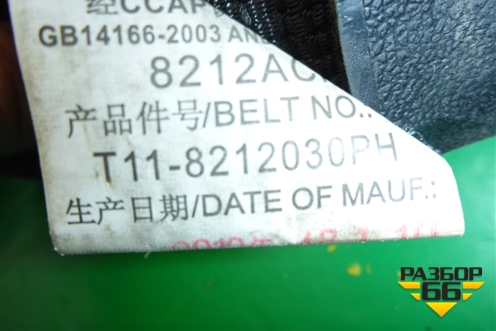 经CCAP
GB14166-2003 AND
8212AC
产品件号/BELT NO.:
T11-8212030PH
生产日期/DATE OF MAUF.:
РАЗБОР
66